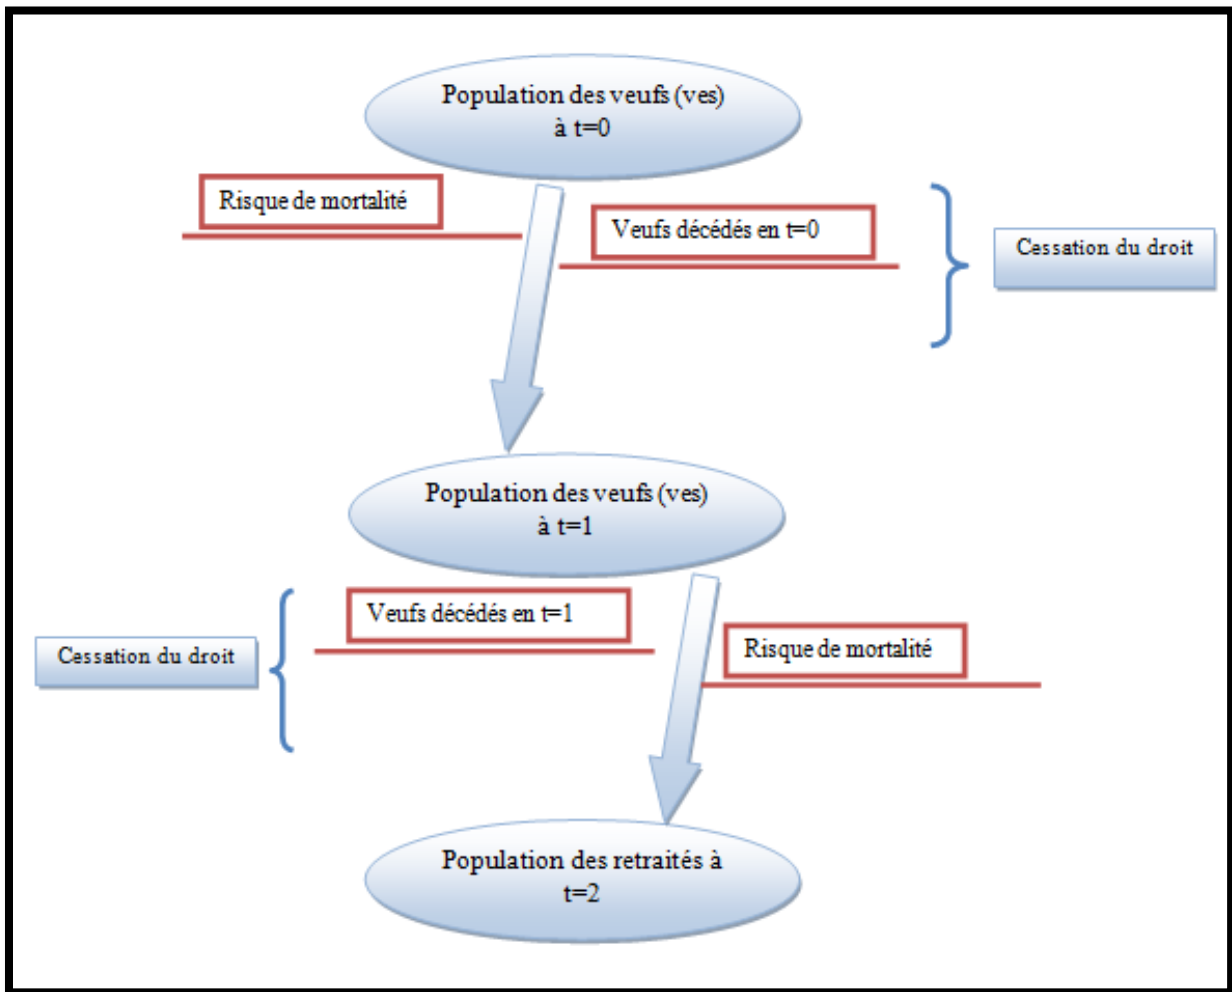 Population des veufs (ves)
à t=0
Risque de mortalité
Veufs décédés en t=0
Cessation du droit
Population des veufs (ves)
à t=1
Veufs décédés en t=1
Cessation du droit
Risque de mortalité
Population des retraités à
t=2